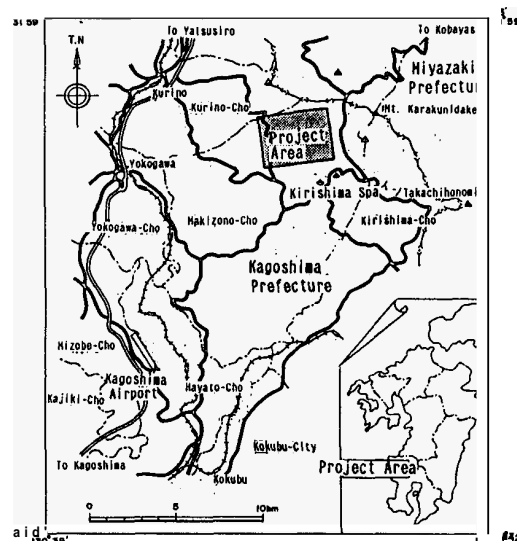 31 59
To Yatsusiro
To Kobayas
T.N
Miyazaki
Prefectu
Kurino
Kurino-Cho
Mt. Karakunidake
Project
Area
Yokogawa
Kirishima Spa
Takachihonomi
Yokogawa-Cho
Makizono-Cho
Kirishima-Cho
Kagoshima
Prefecture
Mizobe-Cho
Kagoshima
Airport
Hayato-Cho
Kajiki-Cho
Kokubu-City
To Kagoshima
Kokubu
Project Area
0 5 10km
aid'